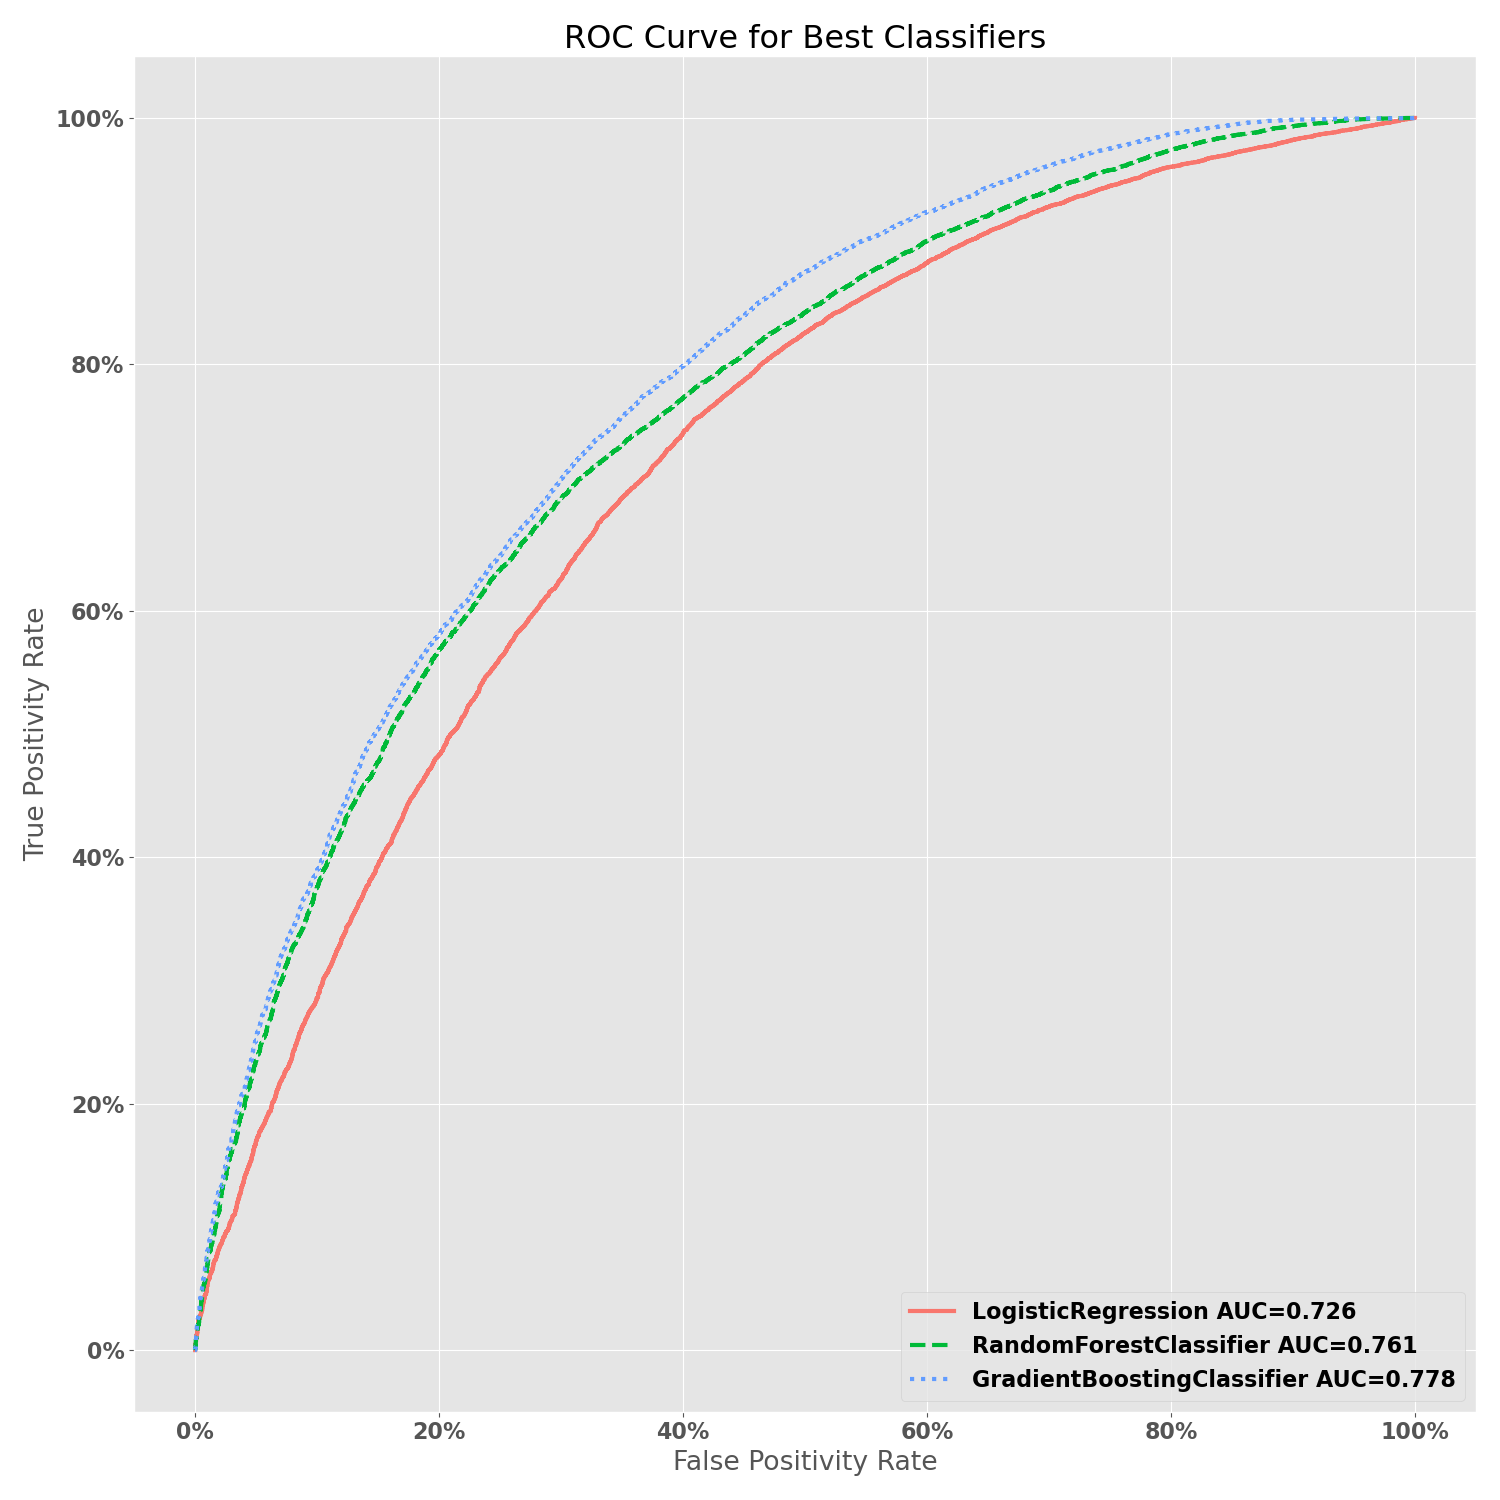 ROC Curve for Best Classifiers
True Positivity Rate
100%
80%
60%
40%
20%
0%
LogisticRegression AUC=0.726
RandomForestClassifier AUC=0.761
GradientBoostingClassifier AUC=0.778
0% 20% 40% 60% 80% 100%
False Positivity Rate